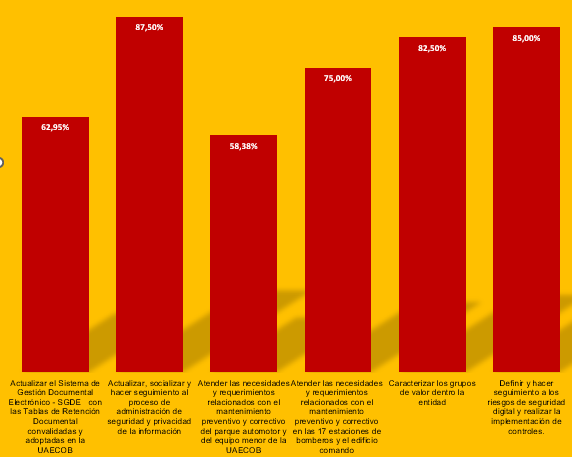 87,50%
85,00%
82,50%
75,00%
62,95%
58,38%
Actualizar el Sistema de
Gestión Documental
Electrónico - SGDE con
las Tablas de Retención
Documental
convalidadas y
adoptadas en la
UAECOB
Actualizar, socializar y
hacer seguimiento al
proceso de
administración de
seguridad y privacidad
de la información
Atender las necesidades
y requerimientos
relacionados con el
mantenimiento
preventivo y correctivo
del parque automotor y
del equipo menor de la
UAECOB
Atender las necesidades
y requerimientos
relacionados con el
mantenimiento
preventivo y correctivo
en las 17 estaciones de
bomberos y el edificio
comando
Caracterizar los grupos
de valor dentro la
entidad
Definir y hacer
seguimiento a los
riesgos de seguridad
digital y realizar la
implementación de
controles.